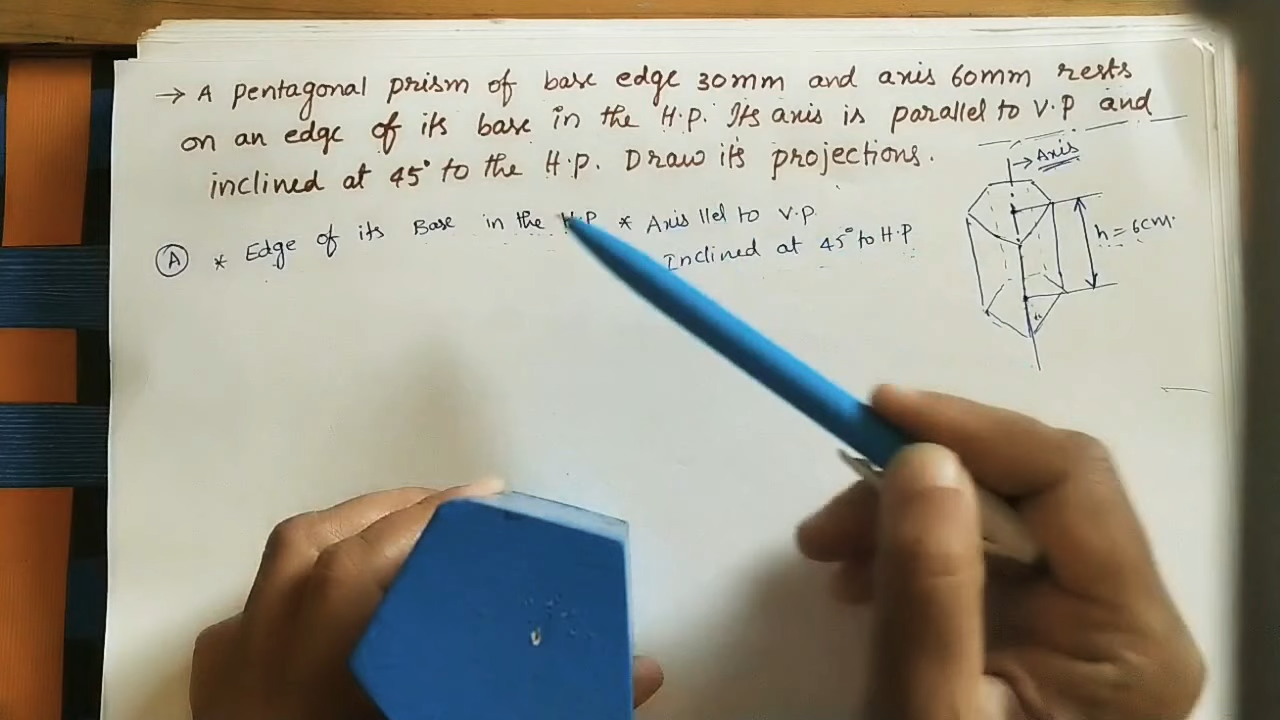 → A pentagonal prism of base edge 30mm and axis 60mm rests
on an edge of its base in the H.P. Its axis is parallel to V.P and
inclined at 45° to the H.P. Draw its projections.
→ Axis
h = 6cm.
A * Edge of its Base in the H.P * Axis llel to V.P
Inclined at 45° to H.P